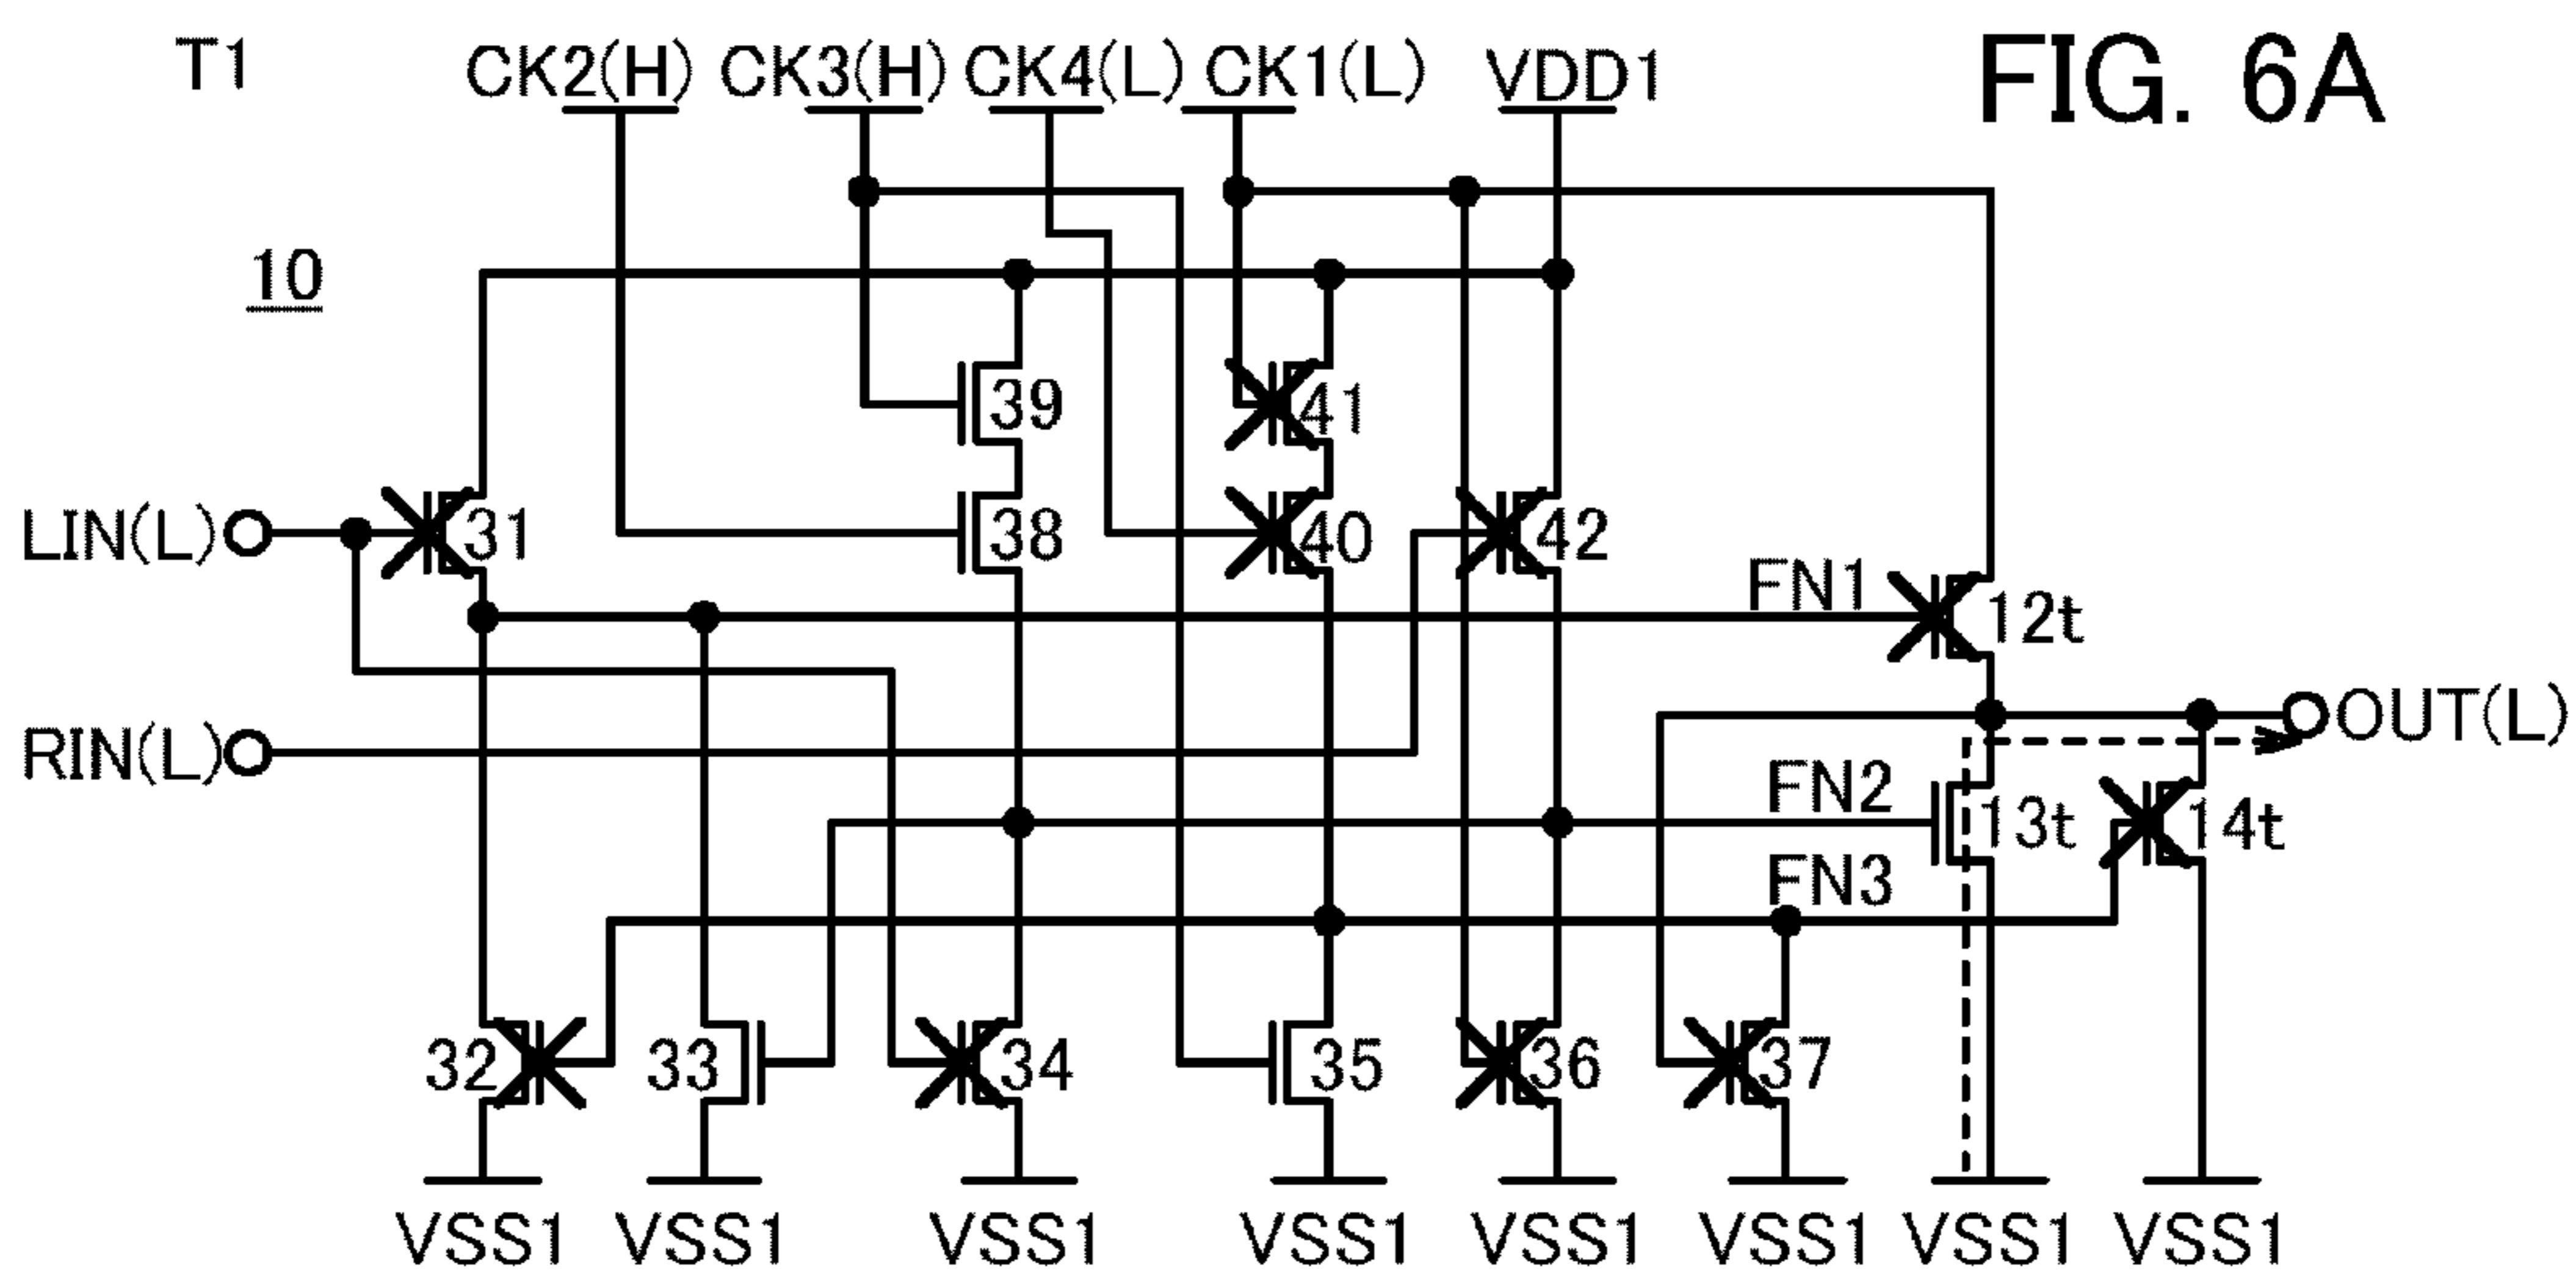 T1
CK2(H)
CK3(H)
CK4(L)
CK1(L)
VDD1
FIG. 6A
10
39
41
LIN(L)
31
38
40
42
FN1
12t
RIN(L)
OUT(L)
FN2
13t
14t
FN3
32
33
34
35
36
37
VSS1
VSS1
VSS1
VSS1
VSS1
VSS1
VSS1
VSS1